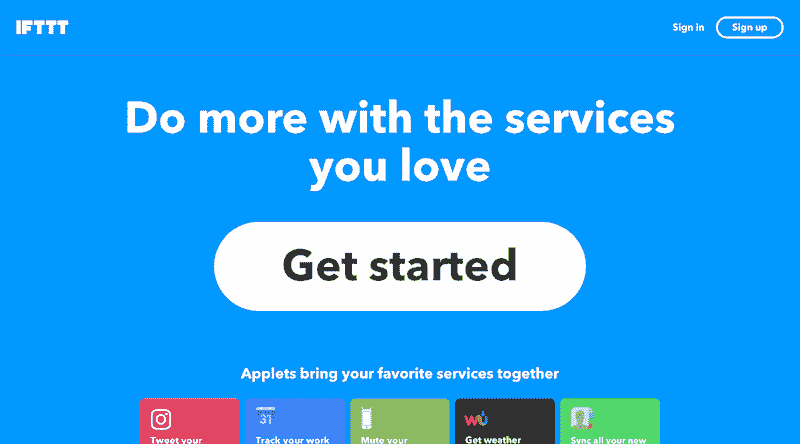 IFTTT
Sign in
Sign up
Do more with the services
you love
Get started
Applets bring your favorite services together
Tweet your
31
Track your work
Mute your
wu
Get weather
Sync all your new